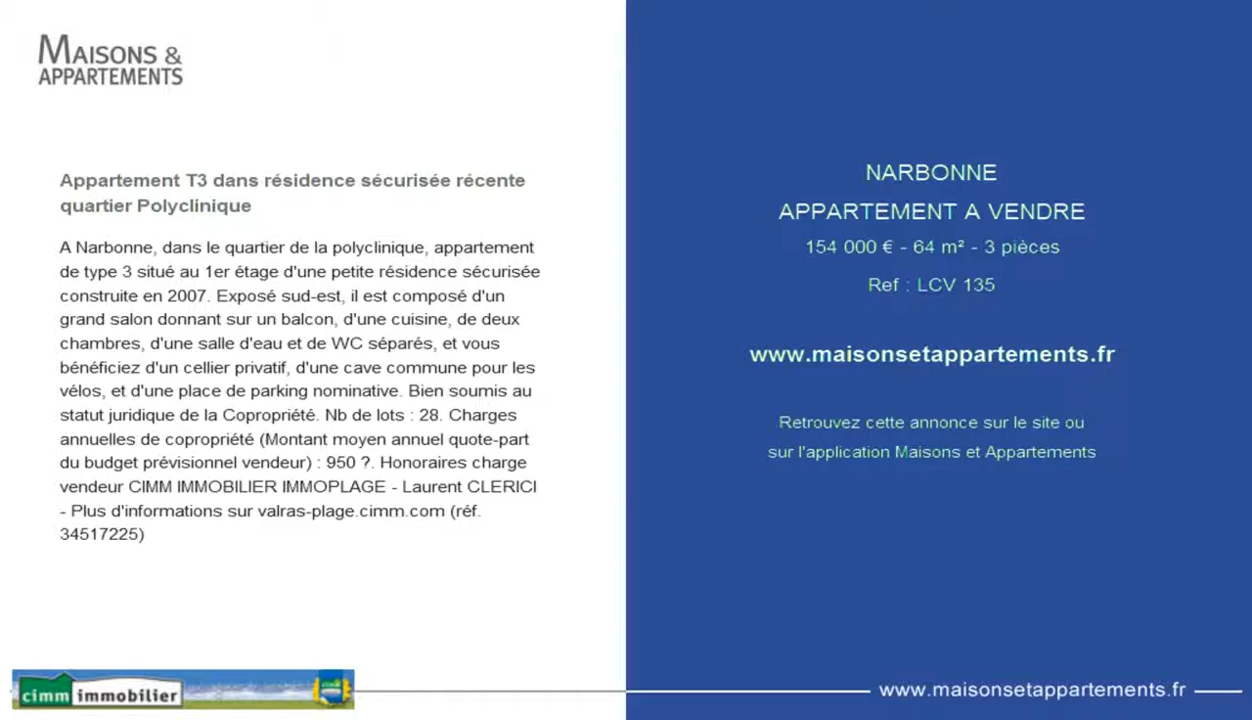 MAISONS &
APPARTEMENTS
Appartement T3 dans résidence sécurisée récente
quartier Polyclinique
A Narbonne, dans le quartier de la polyclinique, appartement
de type 3 situé au 1er étage d'une petite résidence sécurisée
construite en 2007. Exposé sud-est, il est composé d'un
grand salon donnant sur un balcon, d'une cuisine, de deux
chambres, d'une salle d'eau et de WC séparés, et vous
bénéficiez d'un cellier privatif, d'une cave commune pour les
vélos, et d'une place de parking nominative. Bien soumis au
statut juridique de la Copropriété. Nb de lots : 28. Charges
annuelles de copropriété (Montant moyen annuel quote-part
du budget prévisionnel vendeur) : 950 ?. Honoraires charge
vendeur CIMM IMMOBILIER IMMOPLAGE - Laurent CLERICI
- Plus d'informations sur valras-plage.cimm.com (réf.
34517225)
cimm immobilier
NARBONNE
APPARTEMENT A VENDRE
154 000 € - 64 m² - 3 pièces
Ref : LCV 135
www.maisonsetappartements.fr
Retrouvez cette annonce sur le site ou
sur l'application Maisons et Appartements
www.maisonsetappartements.fr